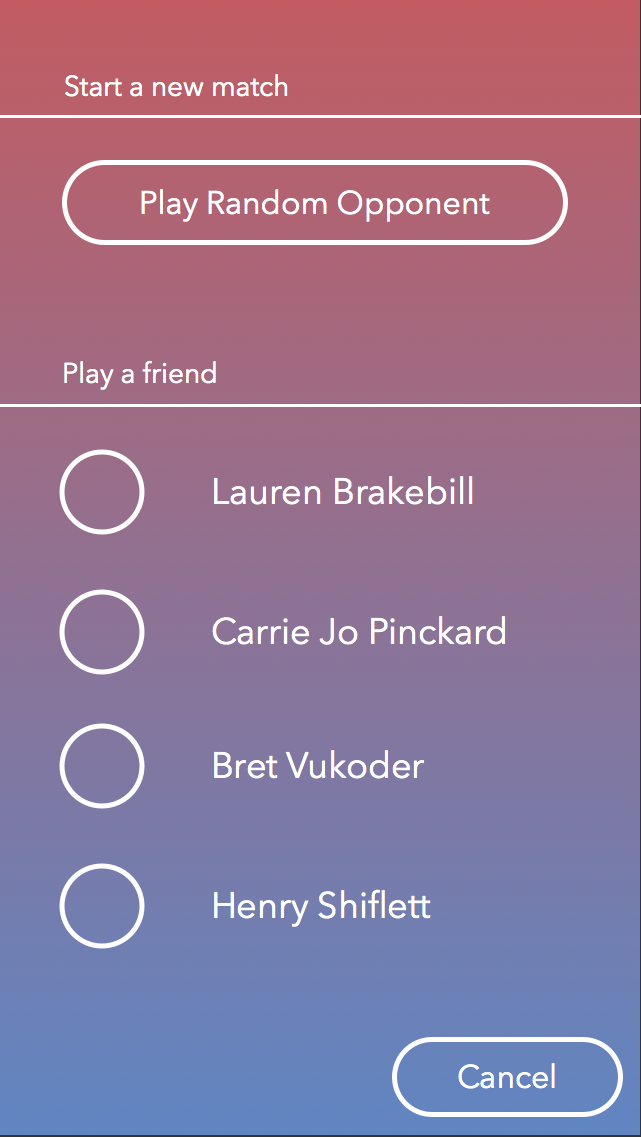 Start a new match
Play Random Opponent
Play a friend
Lauren Brakebill
Carrie Jo Pinckard
Bret Vukoder
Henry Shiflett
Cancel